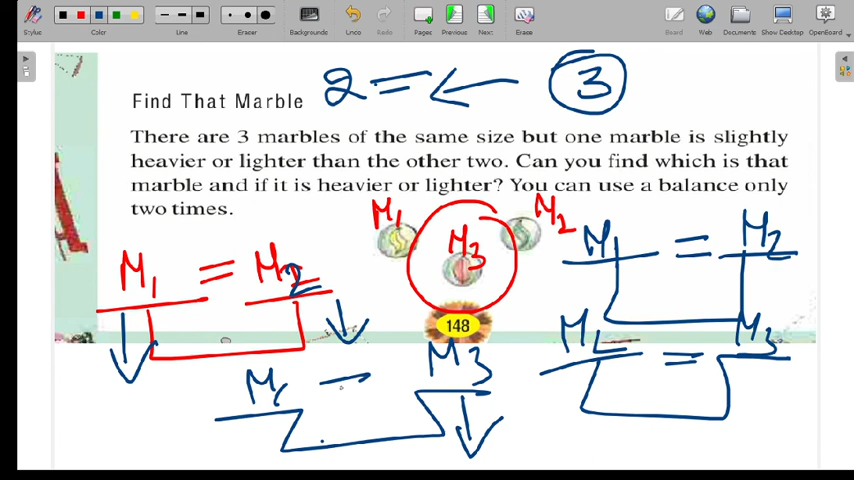 Stylus
Color
Line
Eraser
Backgrounds
Undo
Redo
Pages
Previous
Next
Erase
Board
Web
Documents
Show Desktop
OpenBoard
2 = ← 3
Find That Marble
There are 3 marbles of the same size but one marble is slightly
heavier or lighter than the other two. Can you find which is that
marble and if it is heavier or lighter? You can use a balance only
two times.
M1 M3 M2
M1 = M2
M1 = M2
148
M1 = M3
M2 = M3